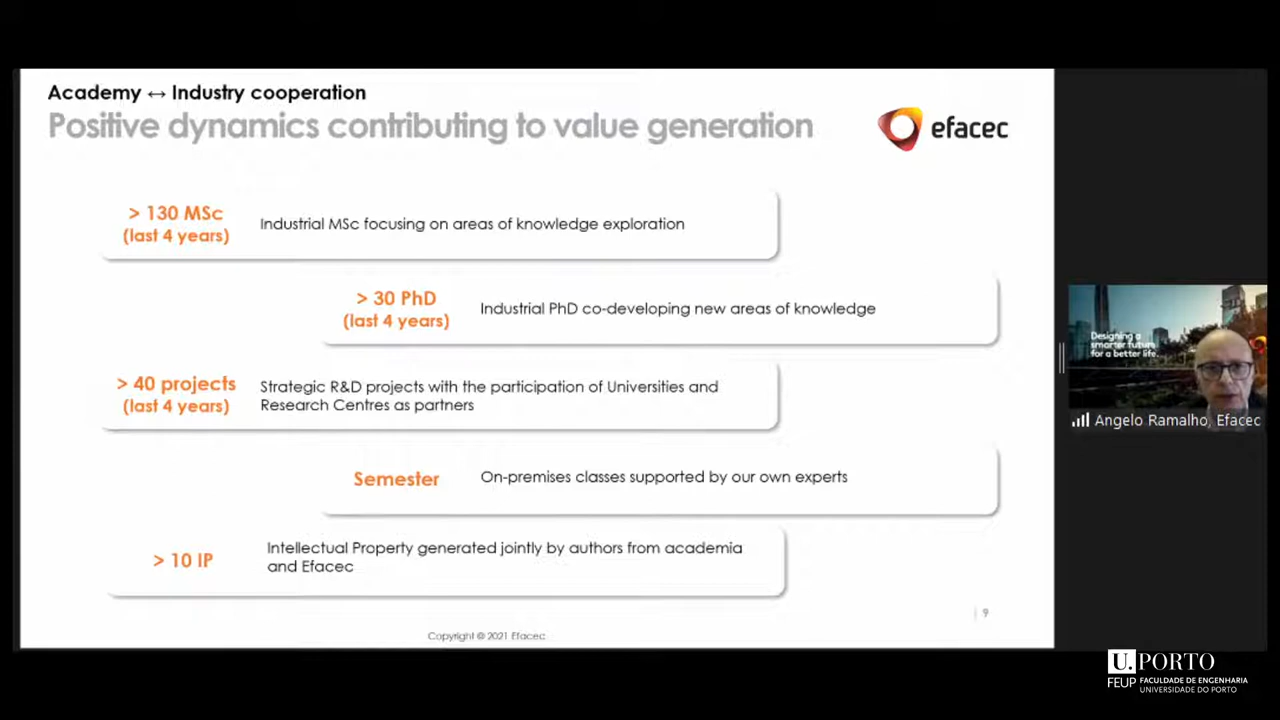 Academy ↔ Industry cooperation
Positive dynamics contributing to value generation
efacec
> 130 MSc
(last 4 years)
Industrial MSc focusing on areas of knowledge exploration
> 30 PhD
(last 4 years)
Industrial PhD co-developing new areas of knowledge
> 40 projects
(last 4 years)
Strategic R&D projects with the participation of Universities and
Research Centres as partners
Semester
On-premises classes supported by our own experts
> 10 IP
Intellectual Property generated jointly by authors from academia
and Efacec
9
Copyright © 2021 Efacec
Designing a
smarter future
for a better life.
Angelo Ramalho, Efacec
U.PORTO
FEUP FACULDADE DE ENGENHARIA
UNIVERSIDADE DO PORTO